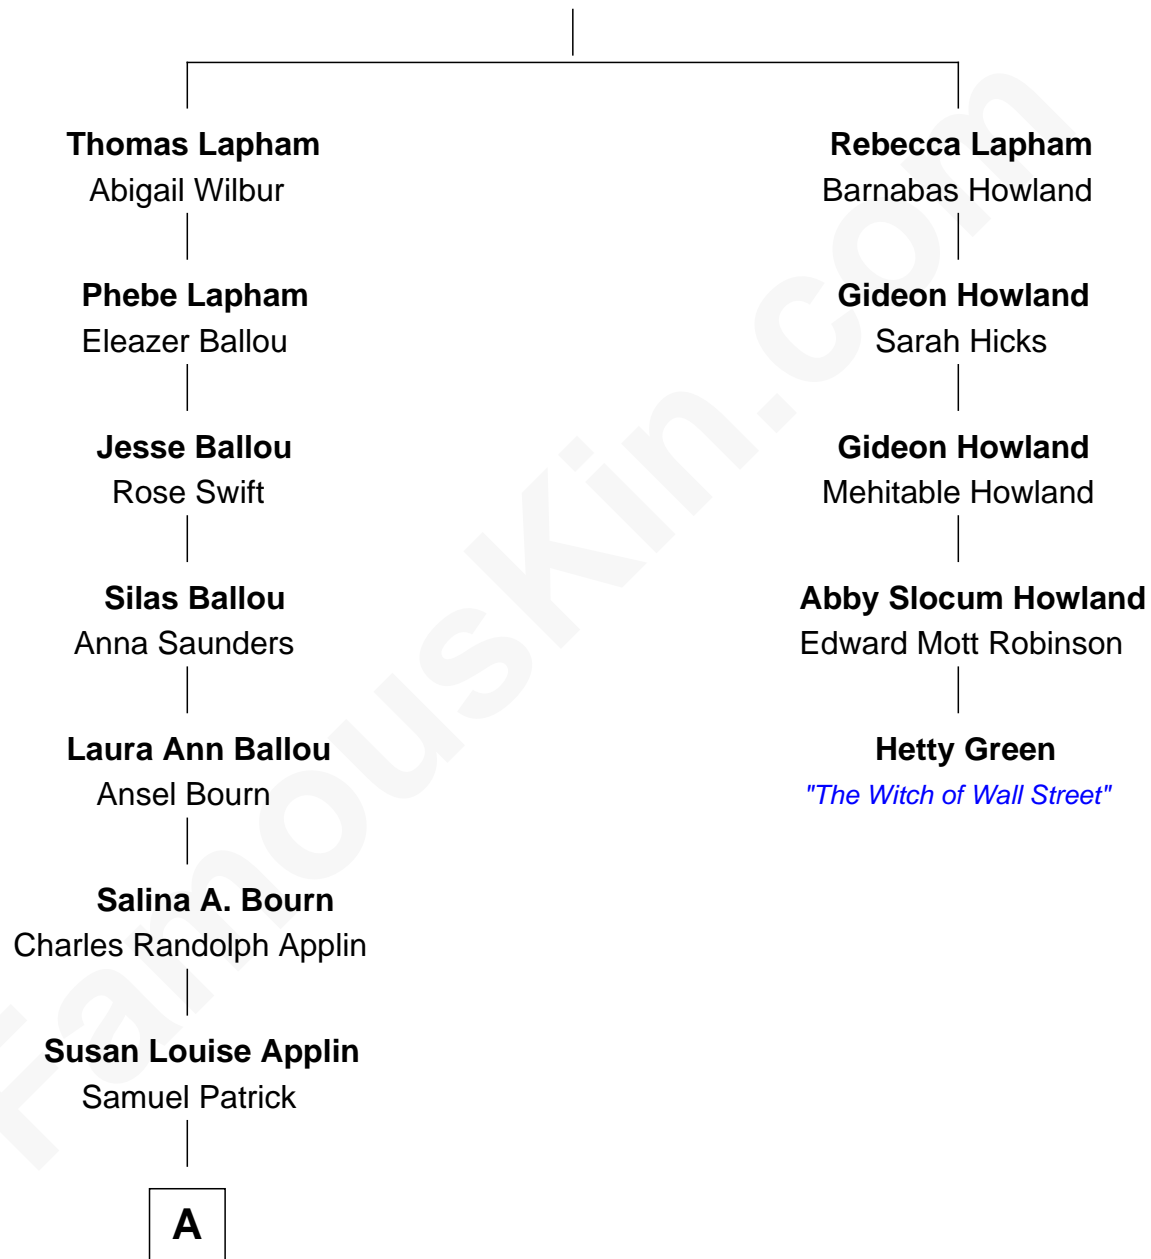 Thomas Lapham
Abigail Wilbur
Phebe Lapham
Eleazer Ballou
Jesse Ballou
Rose Swift
Silas Ballou
Anna Saunders
Laura Ann Ballou
Ansel Bourn
Salina A. Bourn
Charles Randolph Applin
Susan Louise Applin
Samuel Patrick
A
Rebecca Lapham
Barnabas Howland
Gideon Howland
Sarah Hicks
Gideon Howland
Mehitable Howland
Abby Slocum Howland
Edward Mott Robinson
Hetty Green
"The Witch of Wall Street"
FamousKin.com